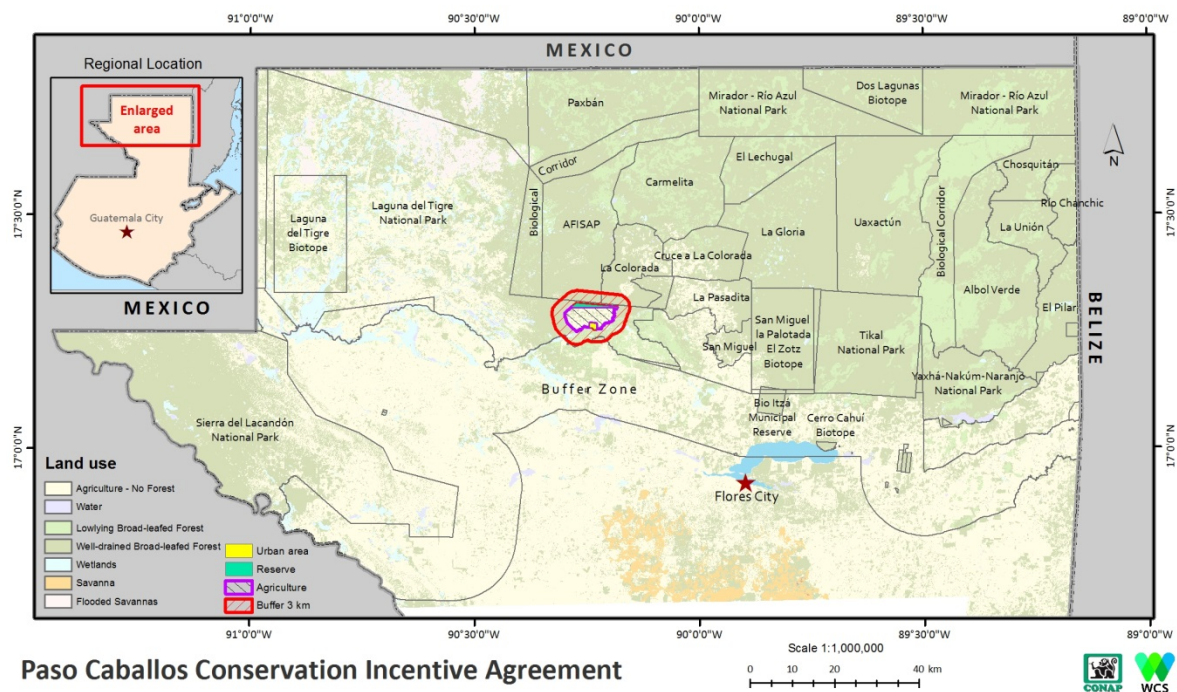 91°0'0"W
90°30'0"W
90°0'0"W
89°30'0"W
89°0'0"W
MEXICO
Regional Location
Enlarged
area
Guatemala City
MEXICO
BELIZE
N
17°30'0"N
17°0'0"N
17°30'0"N
17°0'0"N
Paxbán
Mirador - Río Azul
National Park
Dos Lagunas
Biotope
Mirador - Río Azul
National Park
Corridor
Biological
El Lechugal
Carmelita
Chosquitán
Río Chanchic
Laguna
del Tigre
Biotope
Laguna del Tigre
National Park
AFISAP
La Gloria
Uaxactún
Biological Corridor
La Unión
Cruce a La Colorada
La Colorada
Albol Verde
La Pasadita
El Pilar
San Miguel
San Miguel
la Palotada
El Zotz
Biotope
Tikal
National Park
Yaxhá-Nakúm-Naranjo
National Park
Buffer Zone
Bio Itzá
Municipal
Reserve
Cerro Cahuí
Biotope
Sierra del Lacandón
National Park
Flores City
Land use
Agriculture - No Forest
Water
Lowlying Broad-leafed Forest
Well-drained Broad-leafed Forest
Wetlands
Savanna
Flooded Savannas
Urban area
Reserve
Agriculture
Buffer 3 km
91°0'0"W
90°30'0"W
90°0'0"W
89°30'0"W
89°0'0"W
Paso Caballos Conservation Incentive Agreement
Scale 1:1,000,000
0 10 20 40 km
CONAP
WCS